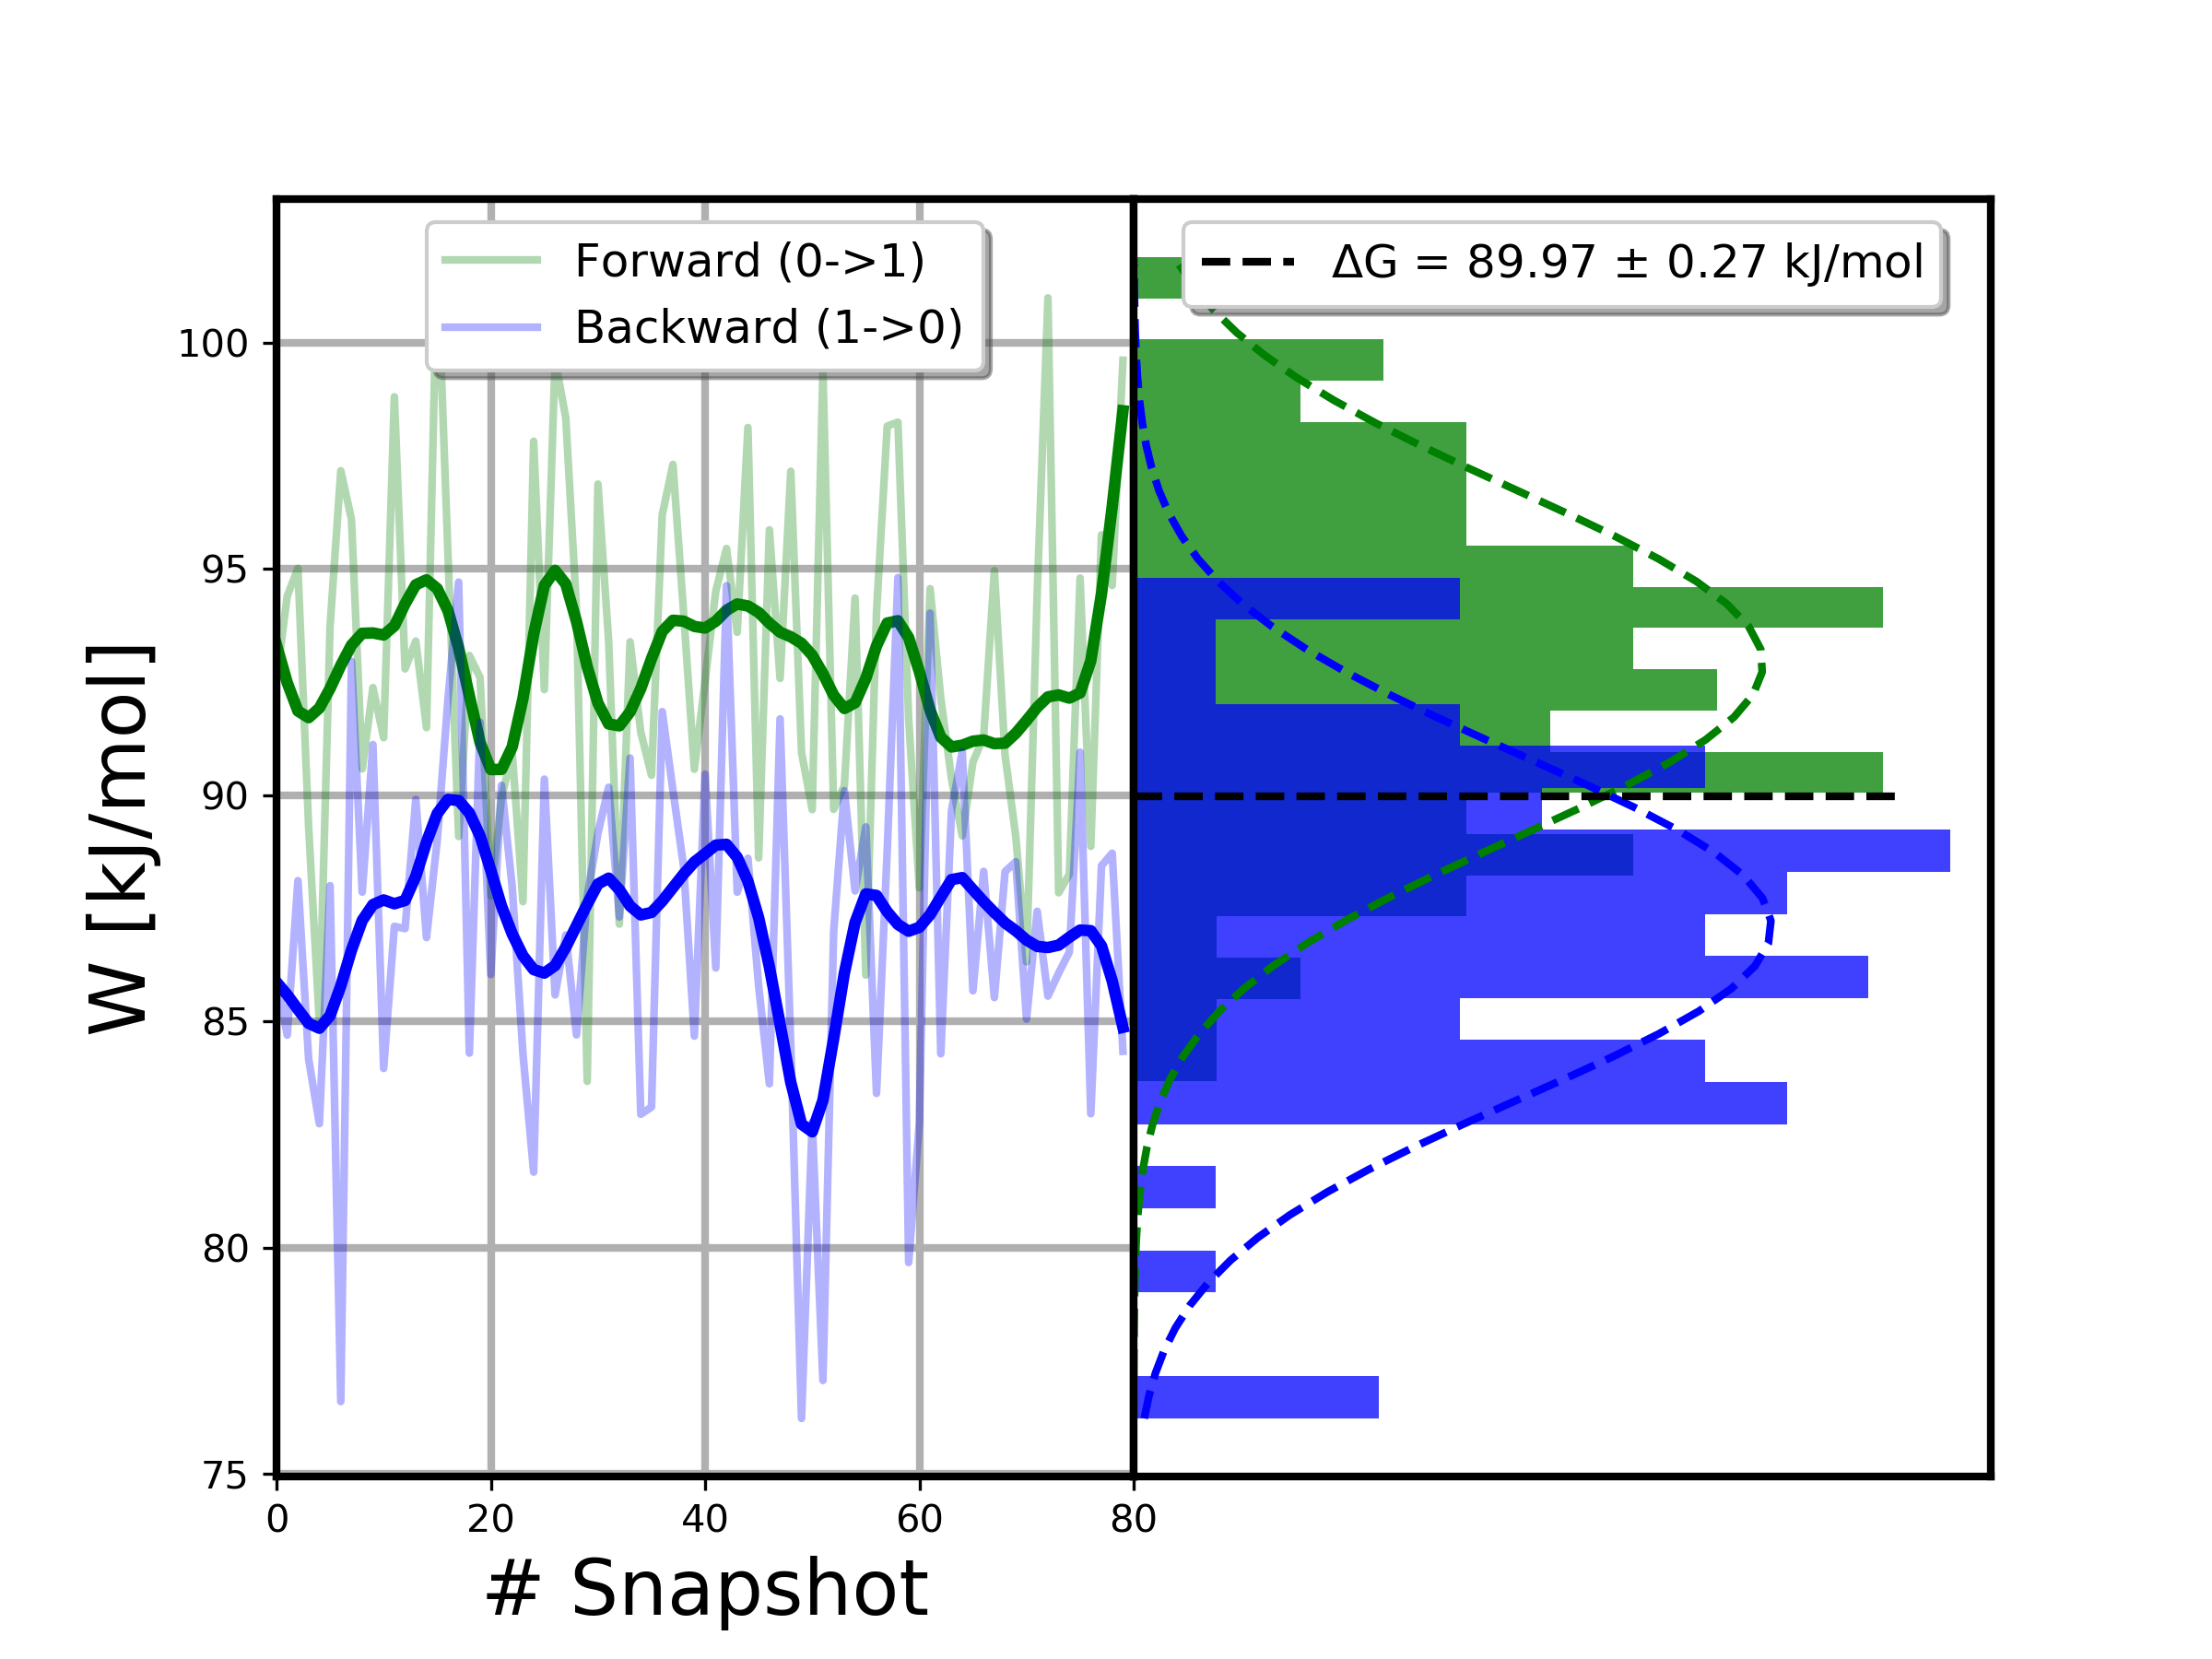 Forward (0->1)
Backward (1->0)
ΔG = 89.97 ± 0.27 kJ/mol
W [kJ/mol]
100
95
90
85
80
75
0 20 40 60 80
# Snapshot